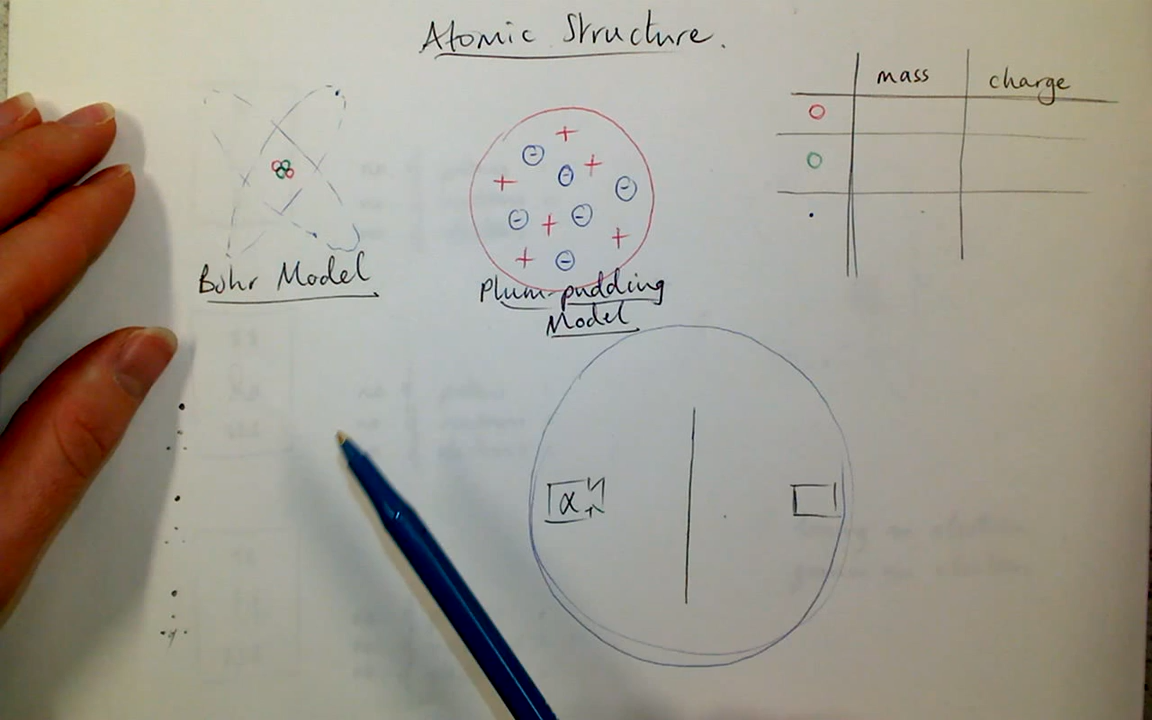 Atomic Structure.
mass charge
+
⊖ +
+ ⊖ ⊖
⊖ + ⊖ +
+ ⊖
Bohr Model
Plum-pudding
Model
α